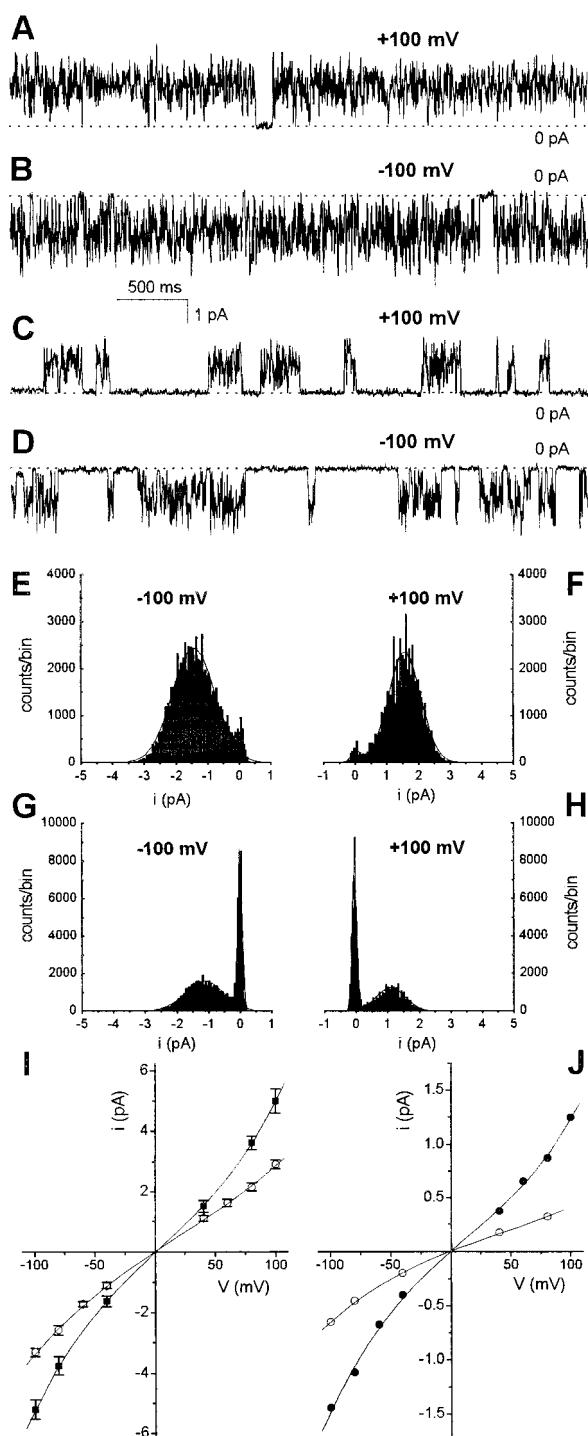 A
+100 mV
0 pA
B
-100 mV
0 pA
500 ms
1 pA
C
+100 mV
0 pA
D
-100 mV
0 pA
E
-100 mV
counts/bin
4000
3000
2000
1000
0
-5 -4 -3 -2 -1 0 1
i (pA)
F
+100 mV
counts/bin
4000
3000
2000
1000
0
-1 0 1 2 3 4 5
i (pA)
G
-100 mV
counts/bin
10000
8000
6000
4000
2000
0
-5 -4 -3 -2 -1 0 1
i (pA)
H
+100 mV
counts/bin
10000
8000
6000
4000
2000
0
-1 0 1 2 3 4 5
i (pA)
I
i (pA)
6
4
2
-100 -50 50 100
V (mV)
-2
-4
-6
J
i (pA)
1.5
1.0
0.5
-100 -50 50 100
V (mV)
-0.5
-1.0
-1.5